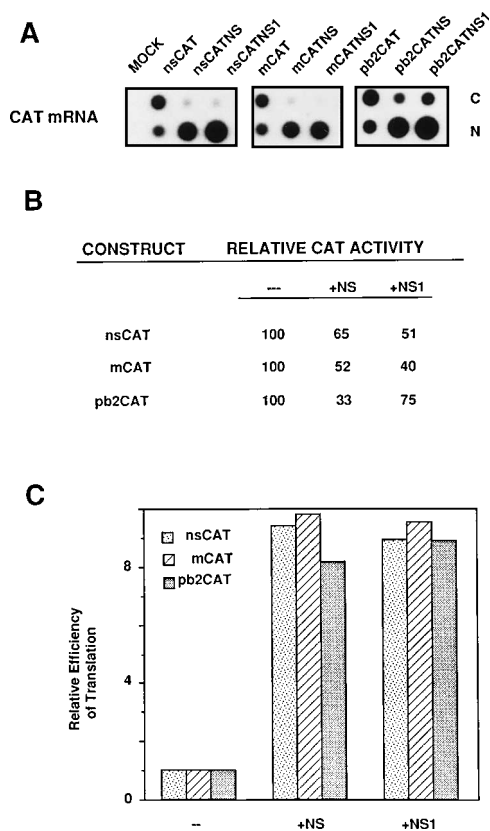 A
MOCK nsCAT nsCATNS nsCATNS1 mCAT mCATNS mCATNS1 pb2CAT pb2CATNS pb2CATNS1
C
CAT mRNA
N
B
CONSTRUCT RELATIVE CAT ACTIVITY
--- +NS +NS1
nsCAT 100 65 51
mCAT 100 52 40
pb2CAT 100 33 75
C
nsCAT
mCAT
pb2CAT
8
4
0
Relative Efficiency
of Translation
-- +NS +NS1